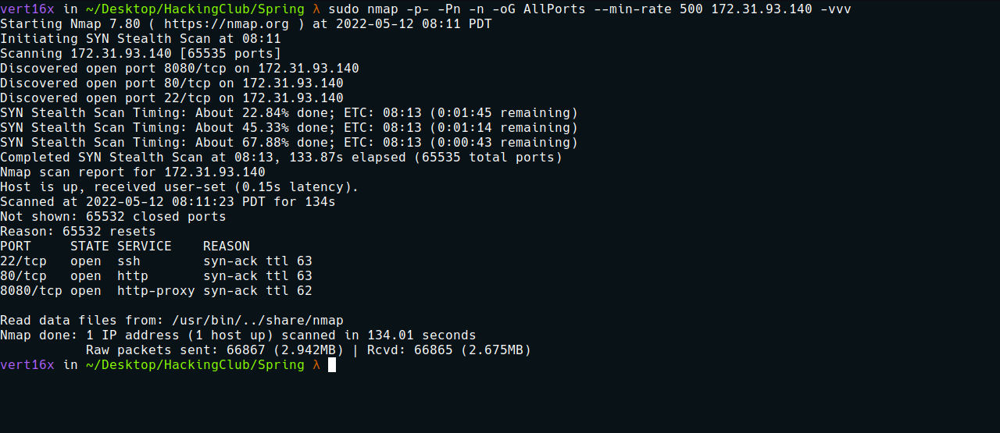 vert16x in ~/Desktop/HackingClub/Spring λ sudo nmap -p- -Pn -n -oG AllPorts --min-rate 500 172.31.93.140 -vvv
Starting Nmap 7.80 ( https://nmap.org ) at 2022-05-12 08:11 PDT
Initiating SYN Stealth Scan at 08:11
Scanning 172.31.93.140 [65535 ports]
Discovered open port 8080/tcp on 172.31.93.140
Discovered open port 80/tcp on 172.31.93.140
Discovered open port 22/tcp on 172.31.93.140
SYN Stealth Scan Timing: About 22.84% done; ETC: 08:13 (0:01:45 remaining)
SYN Stealth Scan Timing: About 45.33% done; ETC: 08:13 (0:01:14 remaining)
SYN Stealth Scan Timing: About 67.88% done; ETC: 08:13 (0:00:43 remaining)
Completed SYN Stealth Scan at 08:13, 133.87s elapsed (65535 total ports)
Nmap scan report for 172.31.93.140
Host is up, received user-set (0.15s latency).
Scanned at 2022-05-12 08:11:23 PDT for 134s
Not shown: 65532 closed ports
Reason: 65532 resets
PORT     STATE SERVICE    REASON
22/tcp   open  ssh        syn-ack ttl 63
80/tcp   open  http       syn-ack ttl 63
8080/tcp open  http-proxy syn-ack ttl 62
Read data files from: /usr/bin/../share/nmap
Nmap done: 1 IP address (1 host up) scanned in 134.01 seconds
           Raw packets sent: 66867 (2.942MB) | Rcvd: 66865 (2.675MB)
vert16x in ~/Desktop/HackingClub/Spring λ